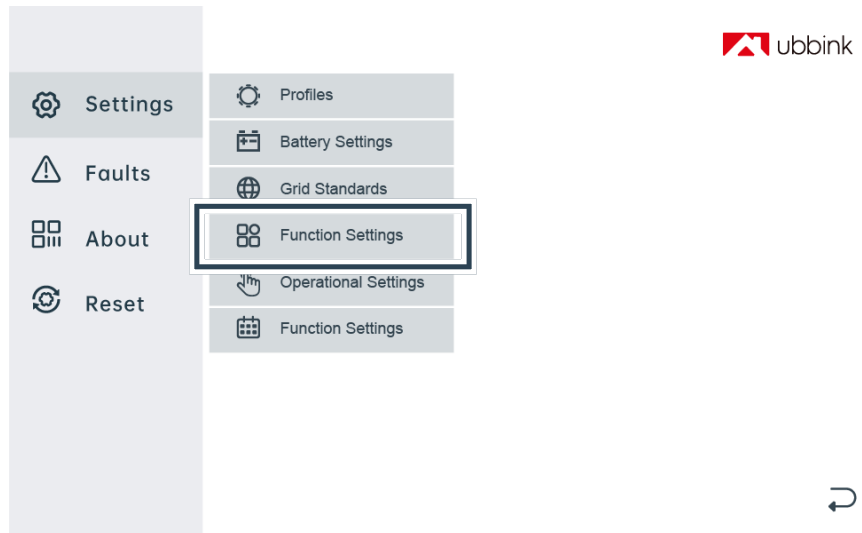 ubbink
Settings
Faults
About
Reset
Profiles
Battery Settings
Grid Standards
Function Settings
Operational Settings
Function Settings